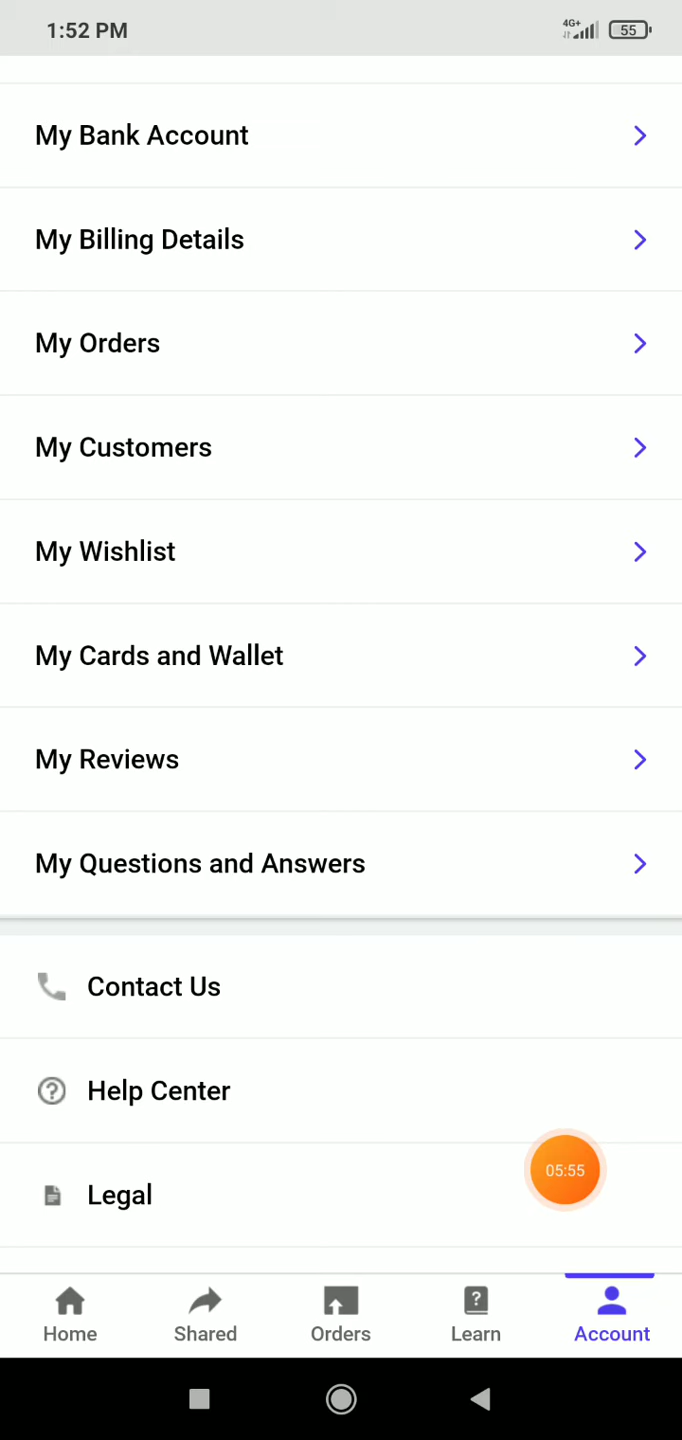 1:52 PM
4G+
55
My Bank Account
My Billing Details
My Orders
My Customers
My Wishlist
My Cards and Wallet
My Reviews
My Questions and Answers
Contact Us
Help Center
05:55
Legal
Home
Shared
Orders
Learn
Account